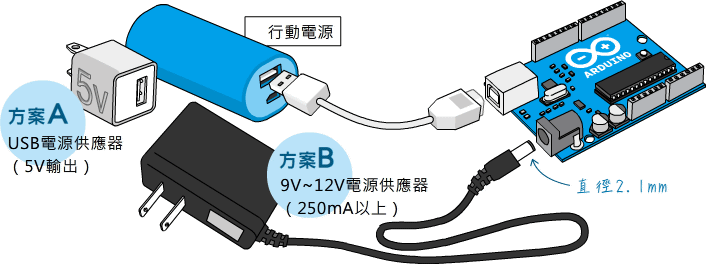 行動電源
5V
方案A
USB電源供應器
（5V輸出）
ARDUINO
方案B
9V~12V電源供應器
（250mA以上）
直徑2.1mm